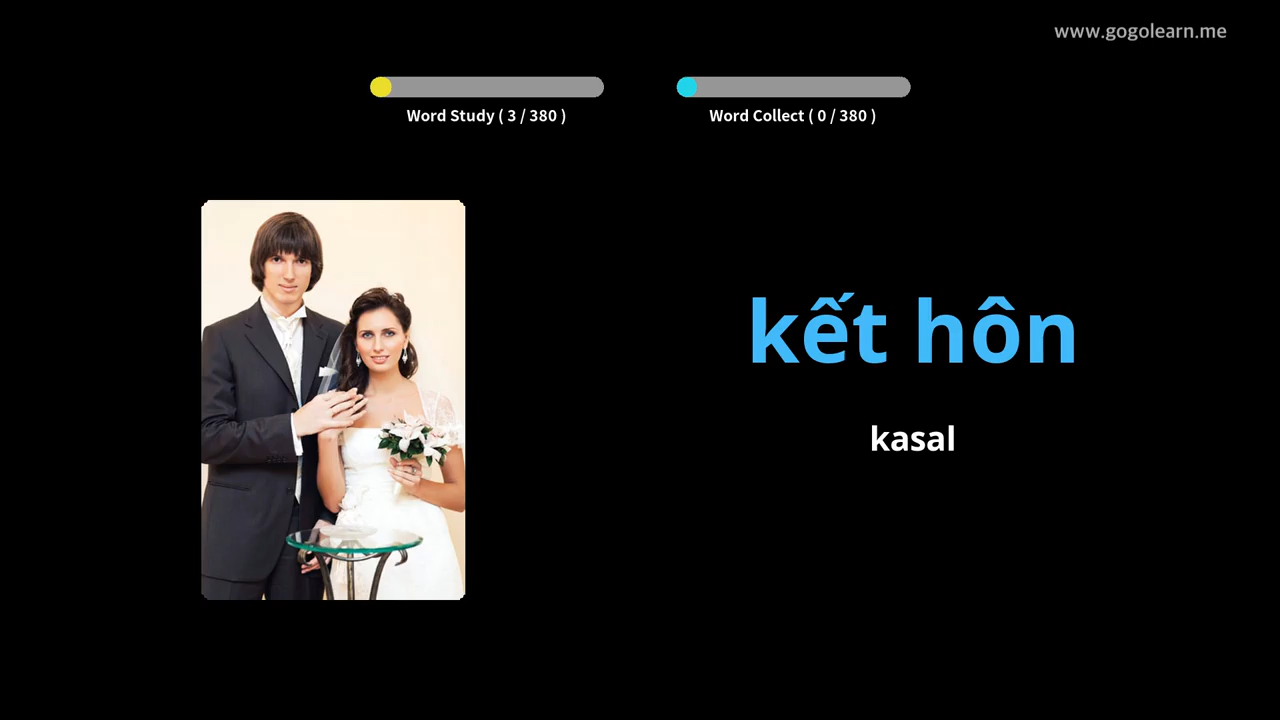 www.gogolearn.me
Word Study ( 3 / 380 )
Word Collect ( 0 / 380 )
kết hôn
kasal